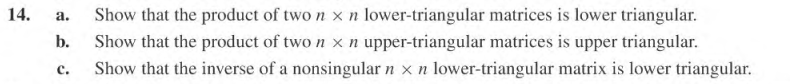 14. a. Show that the product of two n × n lower-triangular matrices is lower triangular.
b. Show that the product of two n × n upper-triangular matrices is upper triangular.
c. Show that the inverse of a nonsingular n × n lower-triangular matrix is lower triangular.